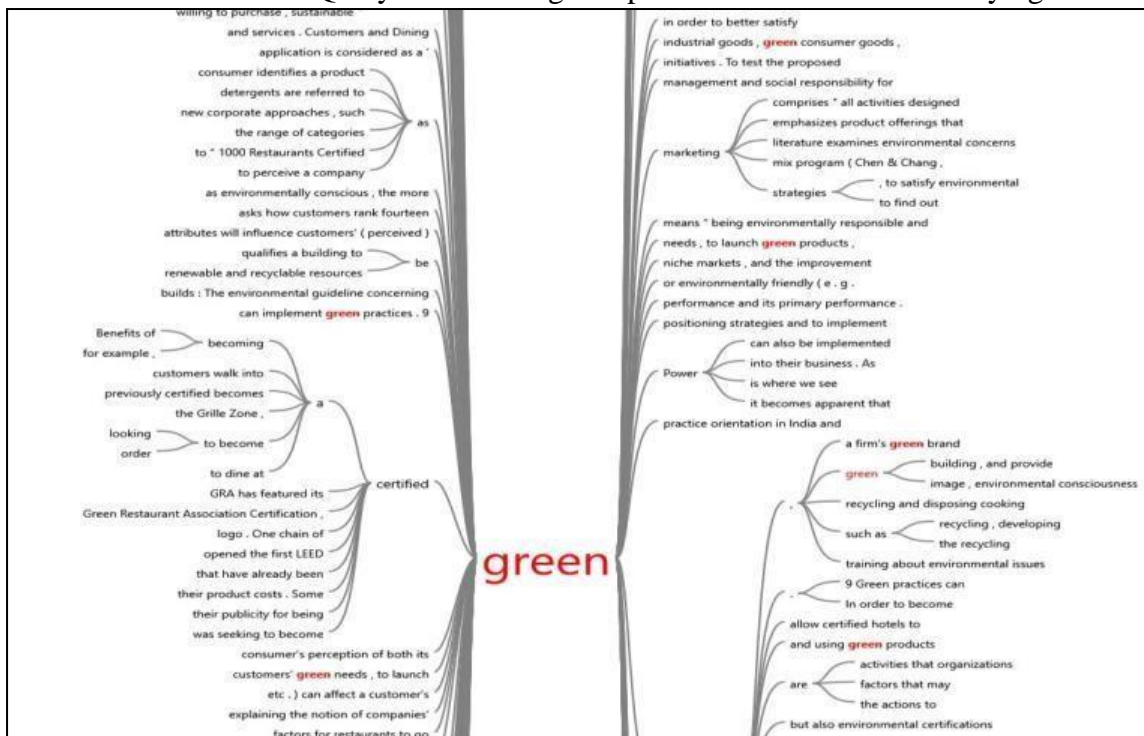 willing to purchase , sustainable
and services . Customers and Dining
application is considered as a '
consumer identifies a product
detergents are referred to
new corporate approaches , such
the range of categories
to " 1000 Restaurants Certified
to perceive a company
as
as environmentally conscious , the more
asks how customers rank fourteen
attributes will influence customers' ( perceived )
qualifies a building to
renewable and recyclable resources
be
builds : The environmental guideline concerning
can implement green practices . 9
Benefits of
for example ,
becoming
customers walk into
previously certified becomes
the Grille Zone ,
looking
order
to become
to dine at
a
GRA has featured its
Green Restaurant Association Certification ,
logo . One chain of
opened the first LEED
that have already been
their product costs . Some
their publicity for being
was seeking to become
certified
consumer's perception of both its
customers' green needs , to launch
etc . ) can affect a customer's
explaining the notion of companies'
factors for restaurants to go
green
in order to better satisfy
industrial goods , green consumer goods ,
initiatives . To test the proposed
management and social responsibility for
marketing
comprises " all activities designed
emphasizes product offerings that
literature examines environmental concerns
mix program ( Chen & Chang ,
strategies
, to satisfy environmental
to find out
means " being environmentally responsible and
needs , to launch green products ,
niche markets , and the improvement
or environmentally friendly ( e . g .
performance and its primary performance .
positioning strategies and to implement
Power
can also be implemented
into their business . As
is where we see
it becomes apparent that
practice orientation in India and
,
a firm's green brand
green
building , and provide
image , environmental consciousness
recycling and disposing cooking
such as
recycling , developing
the recycling
training about environmental issues
.
9 Green practices can
In order to become
allow certified hotels to
and using green products
are
activities that organizations
factors that may
the actions to
but also environmental certifications